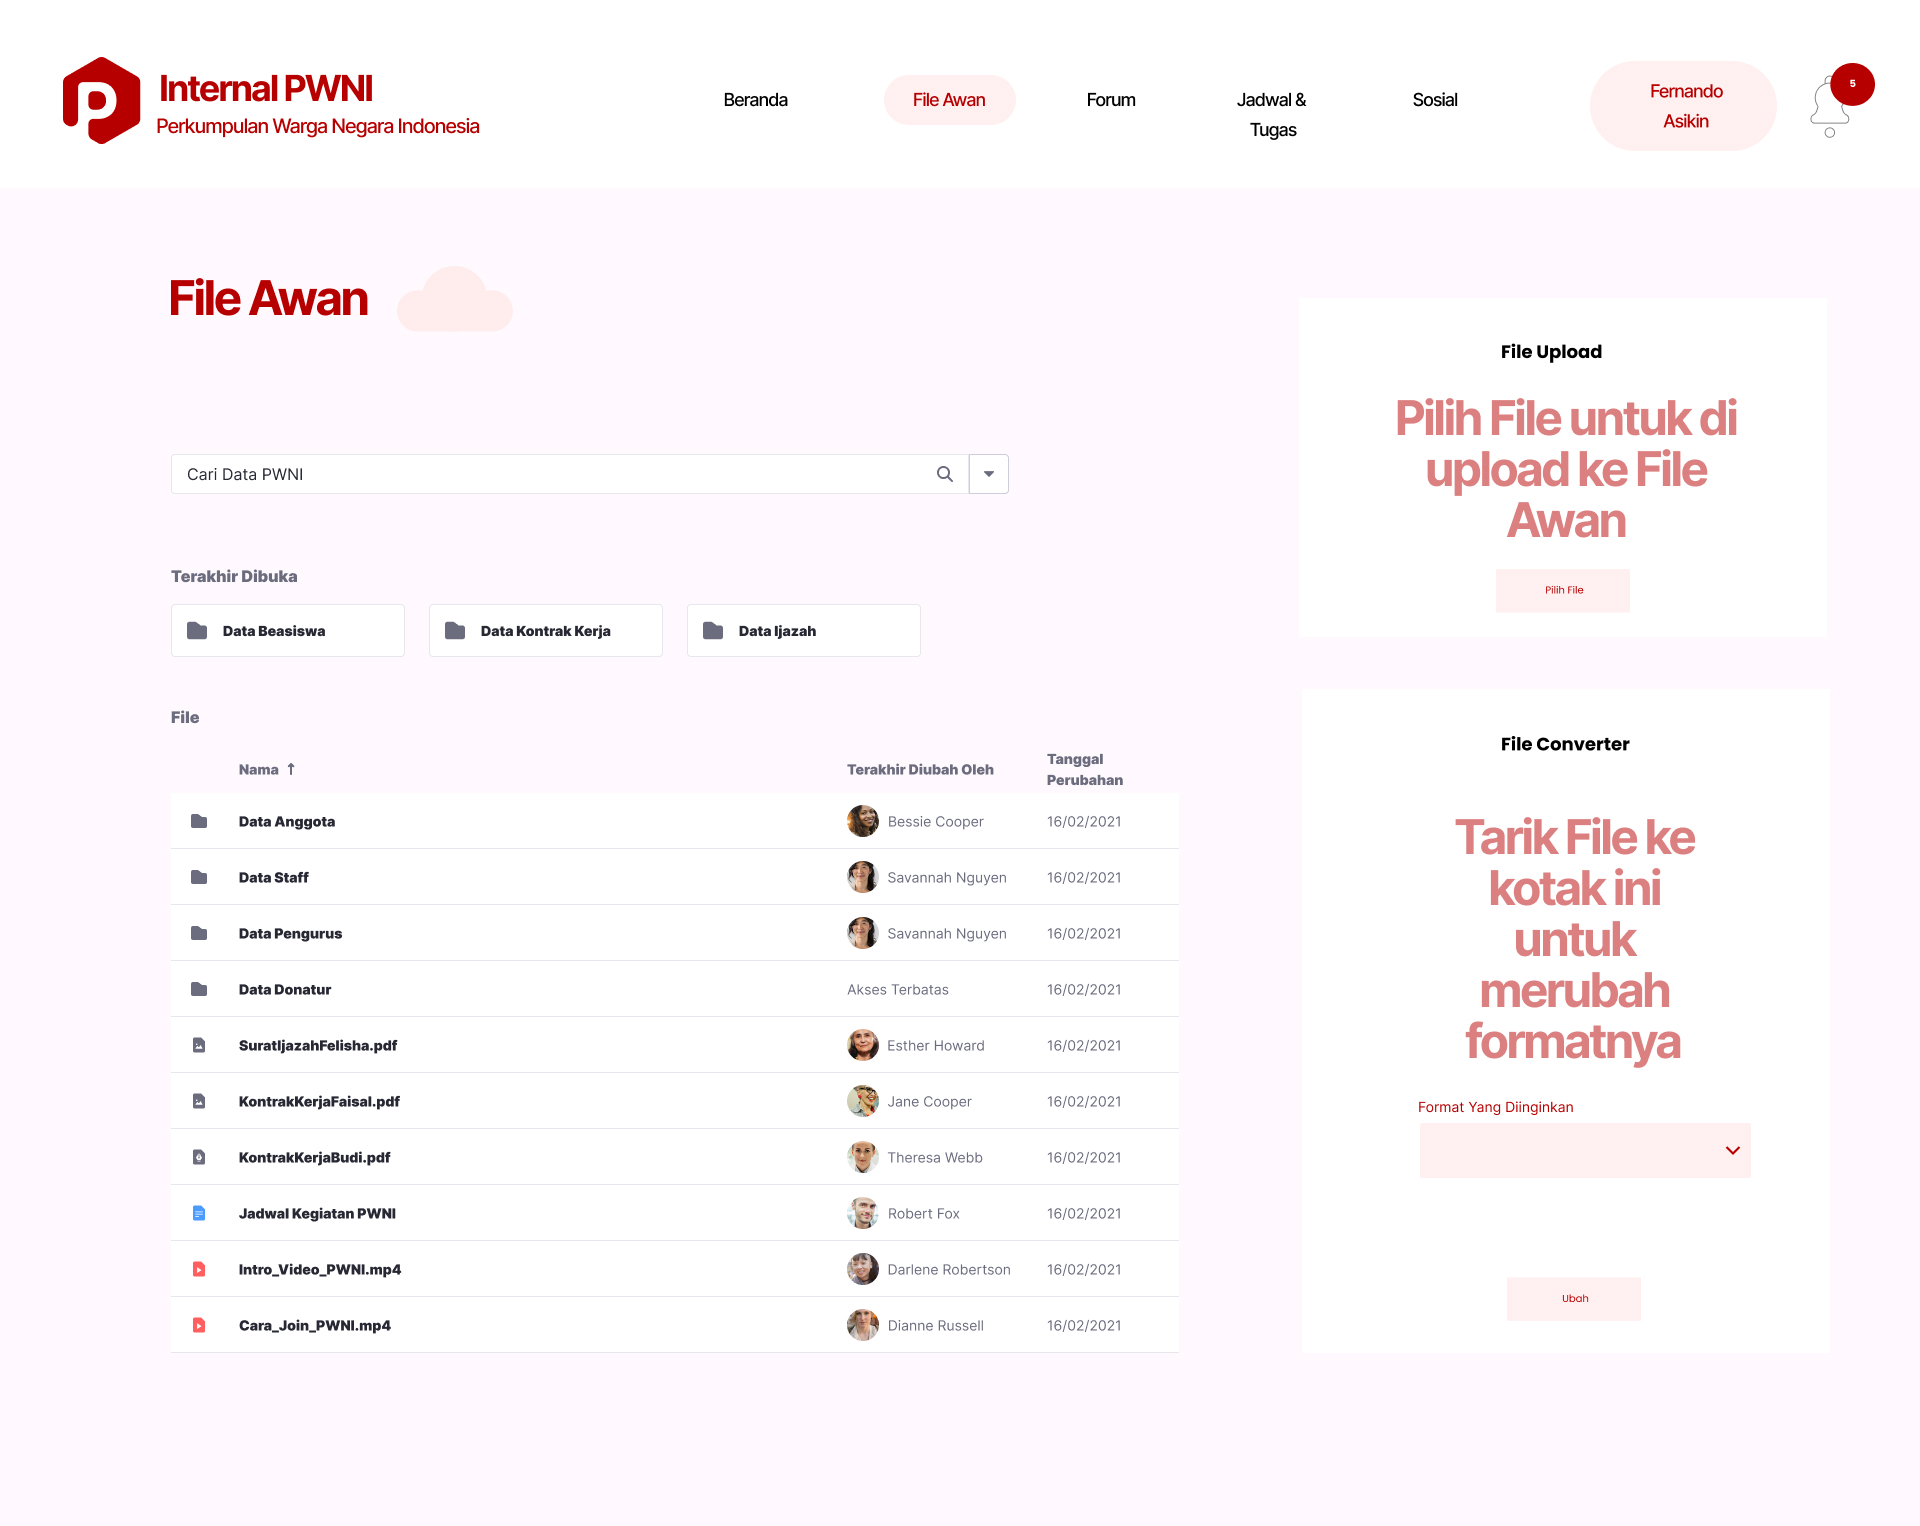 Internal PWNI
Perkumpulan Warga Negara Indonesia
Beranda
File Awan
Forum
Jadwal &
Tugas
Sosial
Fernando
Asikin
5
File Awan
Cari Data PWNI
Terakhir Dibuka
Data Beasiswa
Data Kontrak Kerja
Data Ijazah
File
Nama ↑
Terakhir Diubah Oleh
Tanggal
Perubahan
Data Anggota
Bessie Cooper
16/02/2021
Data Staff
Savannah Nguyen
16/02/2021
Data Pengurus
Savannah Nguyen
16/02/2021
Data Donatur
Akses Terbatas
16/02/2021
SuratIjazahFelisha.pdf
Esther Howard
16/02/2021
KontrakKerjaFaisal.pdf
Jane Cooper
16/02/2021
KontrakKerjaBudi.pdf
Theresa Webb
16/02/2021
Jadwal Kegiatan PWNI
Robert Fox
16/02/2021
Intro_Video_PWNI.mp4
Darlene Robertson
16/02/2021
Cara_Join_PWNI.mp4
Dianne Russell
16/02/2021
File Upload
Pilih File untuk di
upload ke File
Awan
Pilih File
File Converter
Tarik File ke
kotak ini
untuk
merubah
formatnya
Format Yang Diinginkan
Ubah